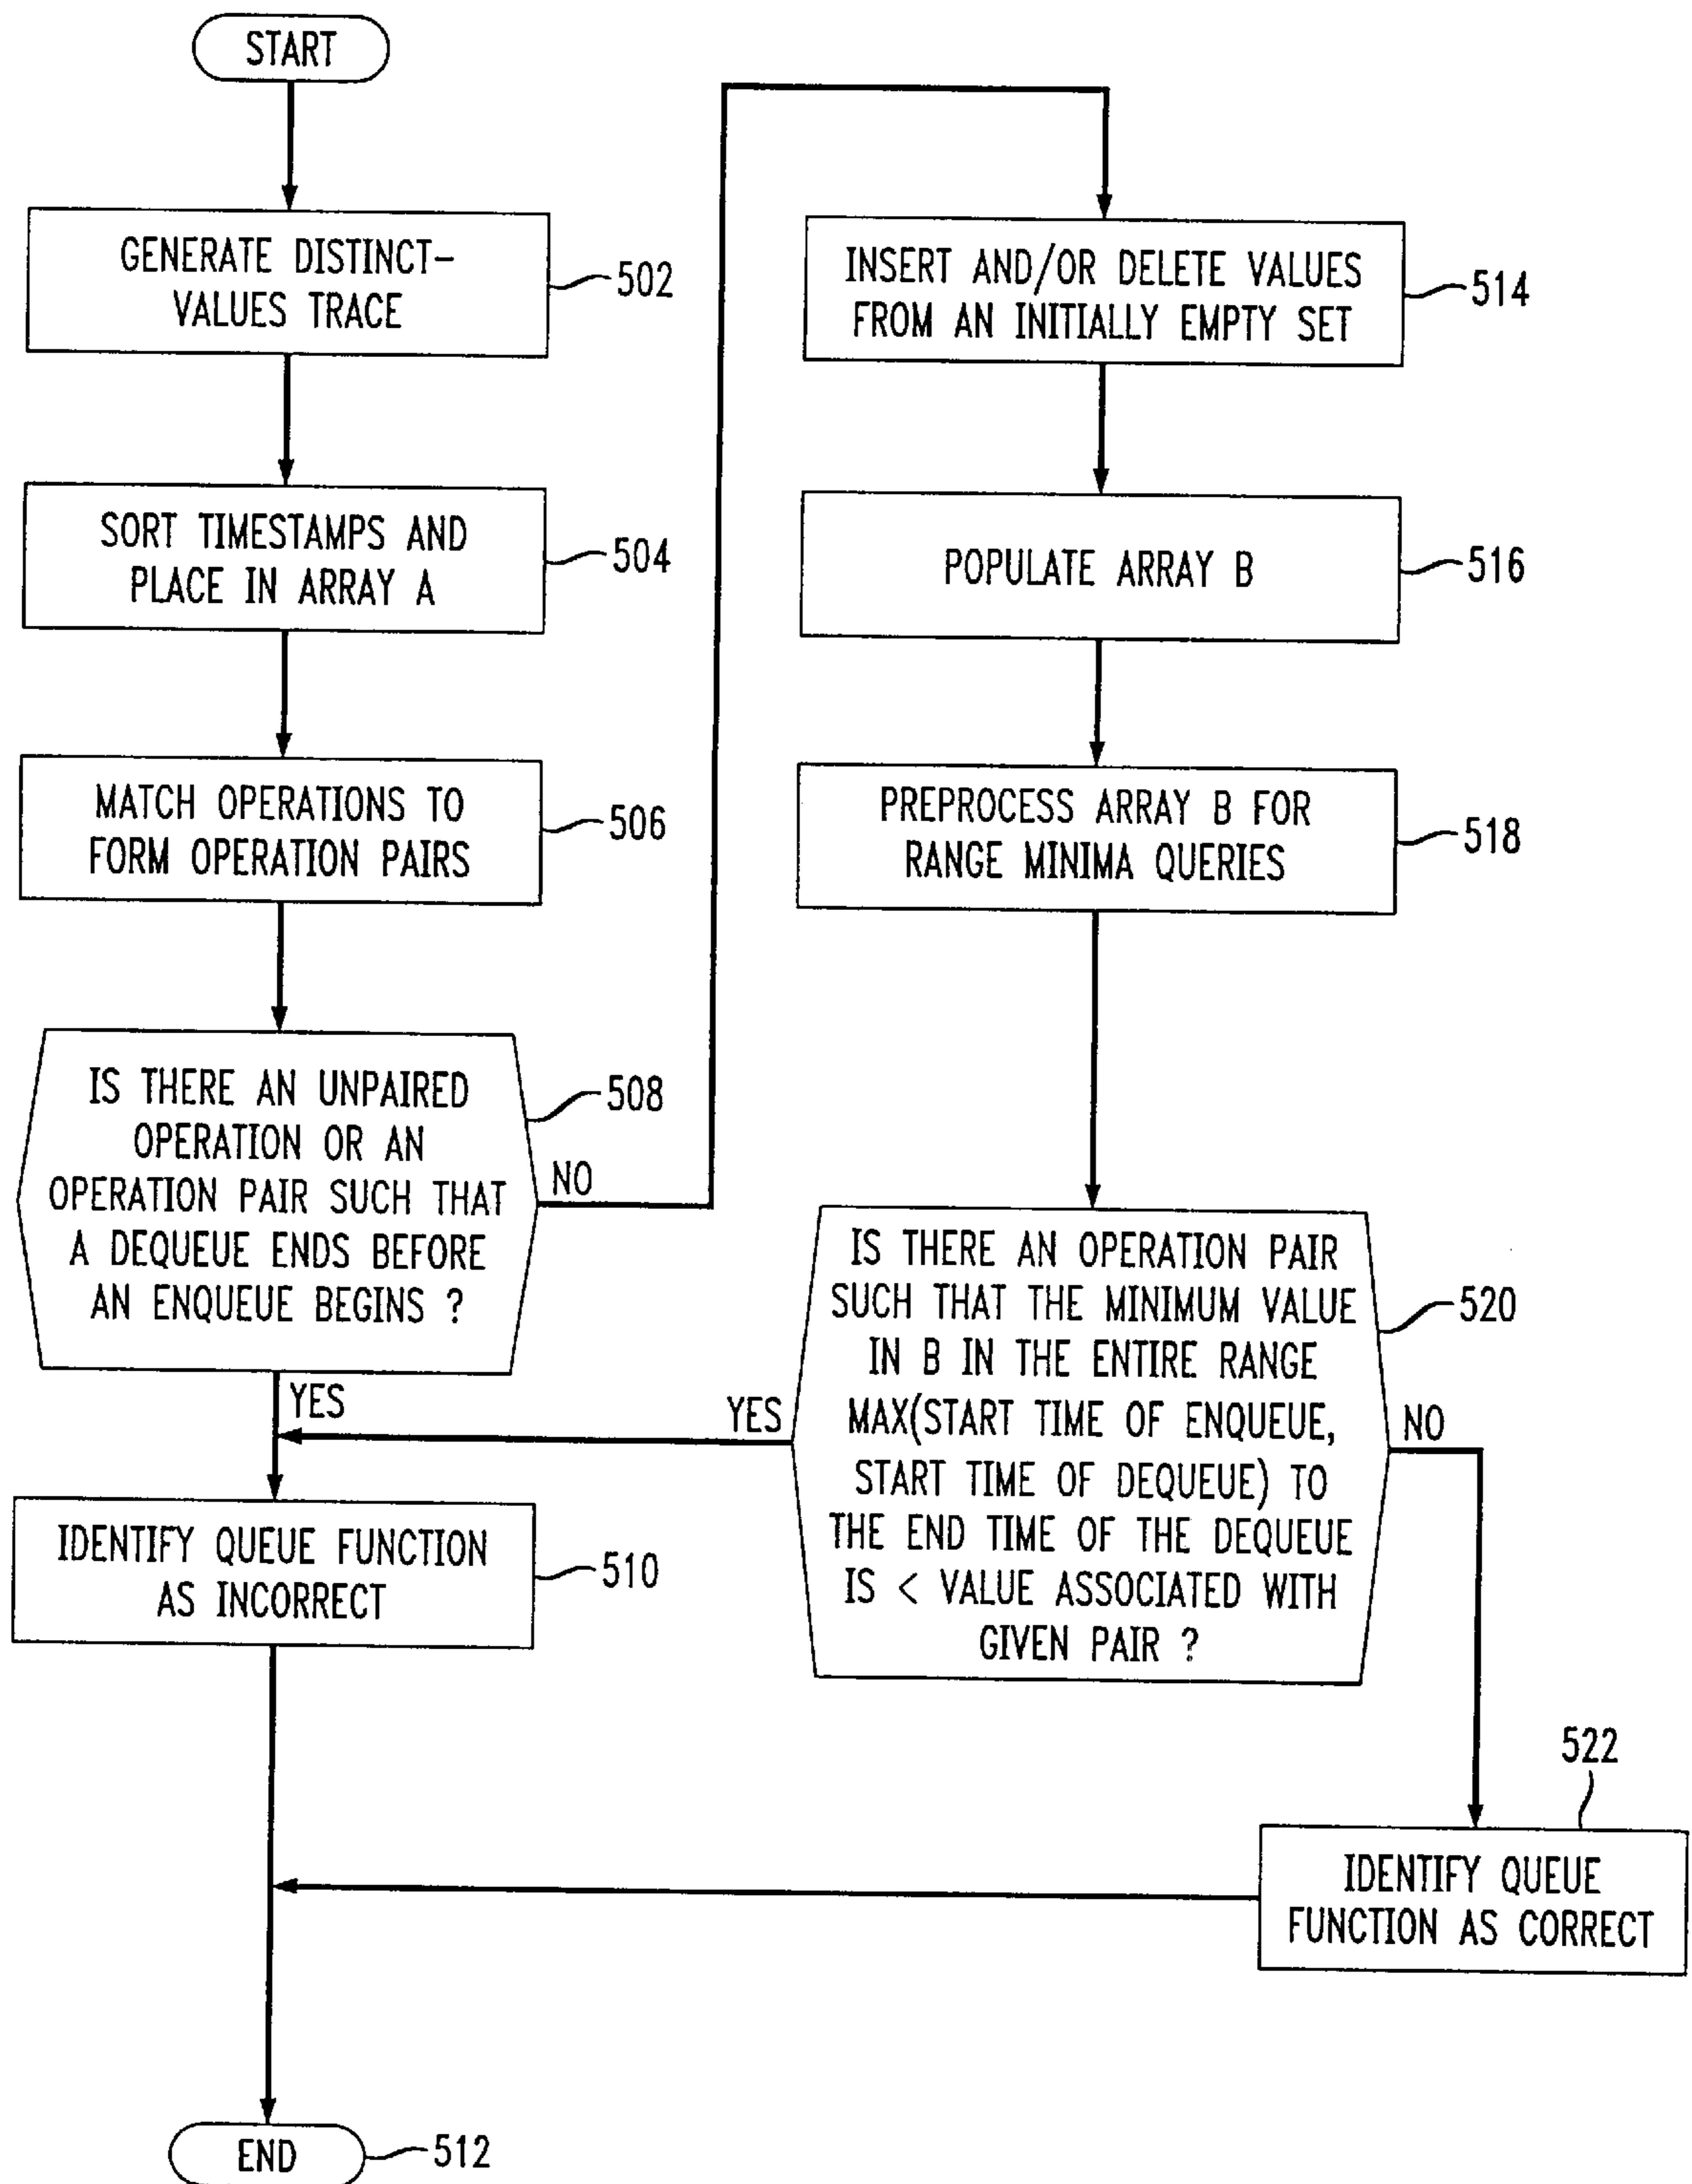 START
GENERATE DISTINCT-
VALUES TRACE
502
SORT TIMESTAMPS AND
PLACE IN ARRAY A
504
MATCH OPERATIONS TO
FORM OPERATION PAIRS
506
IS THERE AN UNPAIRED
OPERATION OR AN
OPERATION PAIR SUCH THAT
A DEQUEUE ENDS BEFORE
AN ENQUEUE BEGINS ?
508
NO
YES
IDENTIFY QUEUE FUNCTION
AS INCORRECT
510
END
512
INSERT AND/OR DELETE VALUES
FROM AN INITIALLY EMPTY SET
514
POPULATE ARRAY B
516
PREPROCESS ARRAY B FOR
RANGE MINIMA QUERIES
518
IS THERE AN OPERATION PAIR
SUCH THAT THE MINIMUM VALUE
IN B IN THE ENTIRE RANGE
MAX(START TIME OF ENQUEUE,
START TIME OF DEQUEUE) TO
THE END TIME OF THE DEQUEUE
IS < VALUE ASSOCIATED WITH
GIVEN PAIR ?
520
YES
NO
522
IDENTIFY QUEUE
FUNCTION AS CORRECT